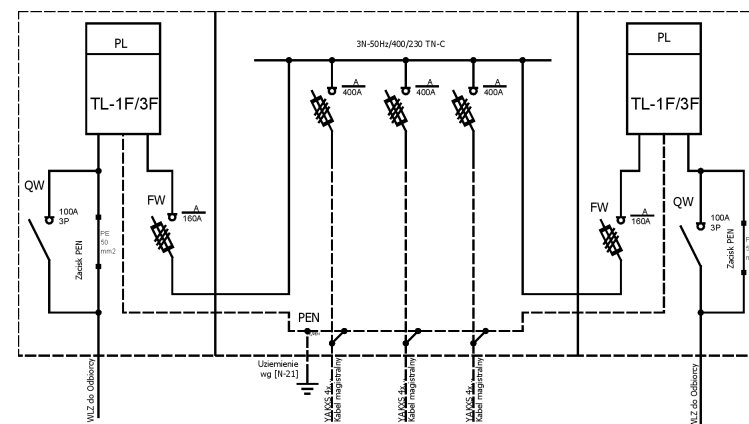 PL
TL-1F/3F
QW
100A
3P
PE
50
mm2
Zacisk PEN
FW
A
160A
3N-50Hz/400/230 TN-C
A
400A
A
400A
A
400A
PL
TL-1F/3F
FW
A
160A
QW
100A
3P
Zacisk PEN
PEN
Uziemienie
wg [N-21]
WLZ do Odbiorcy
YAKXS 4x
Kabel magistralny
YAKXS 4x
Kabel magistralny
YAKXS 4x
Kabel magistralny
WLZ do Odbiorcy